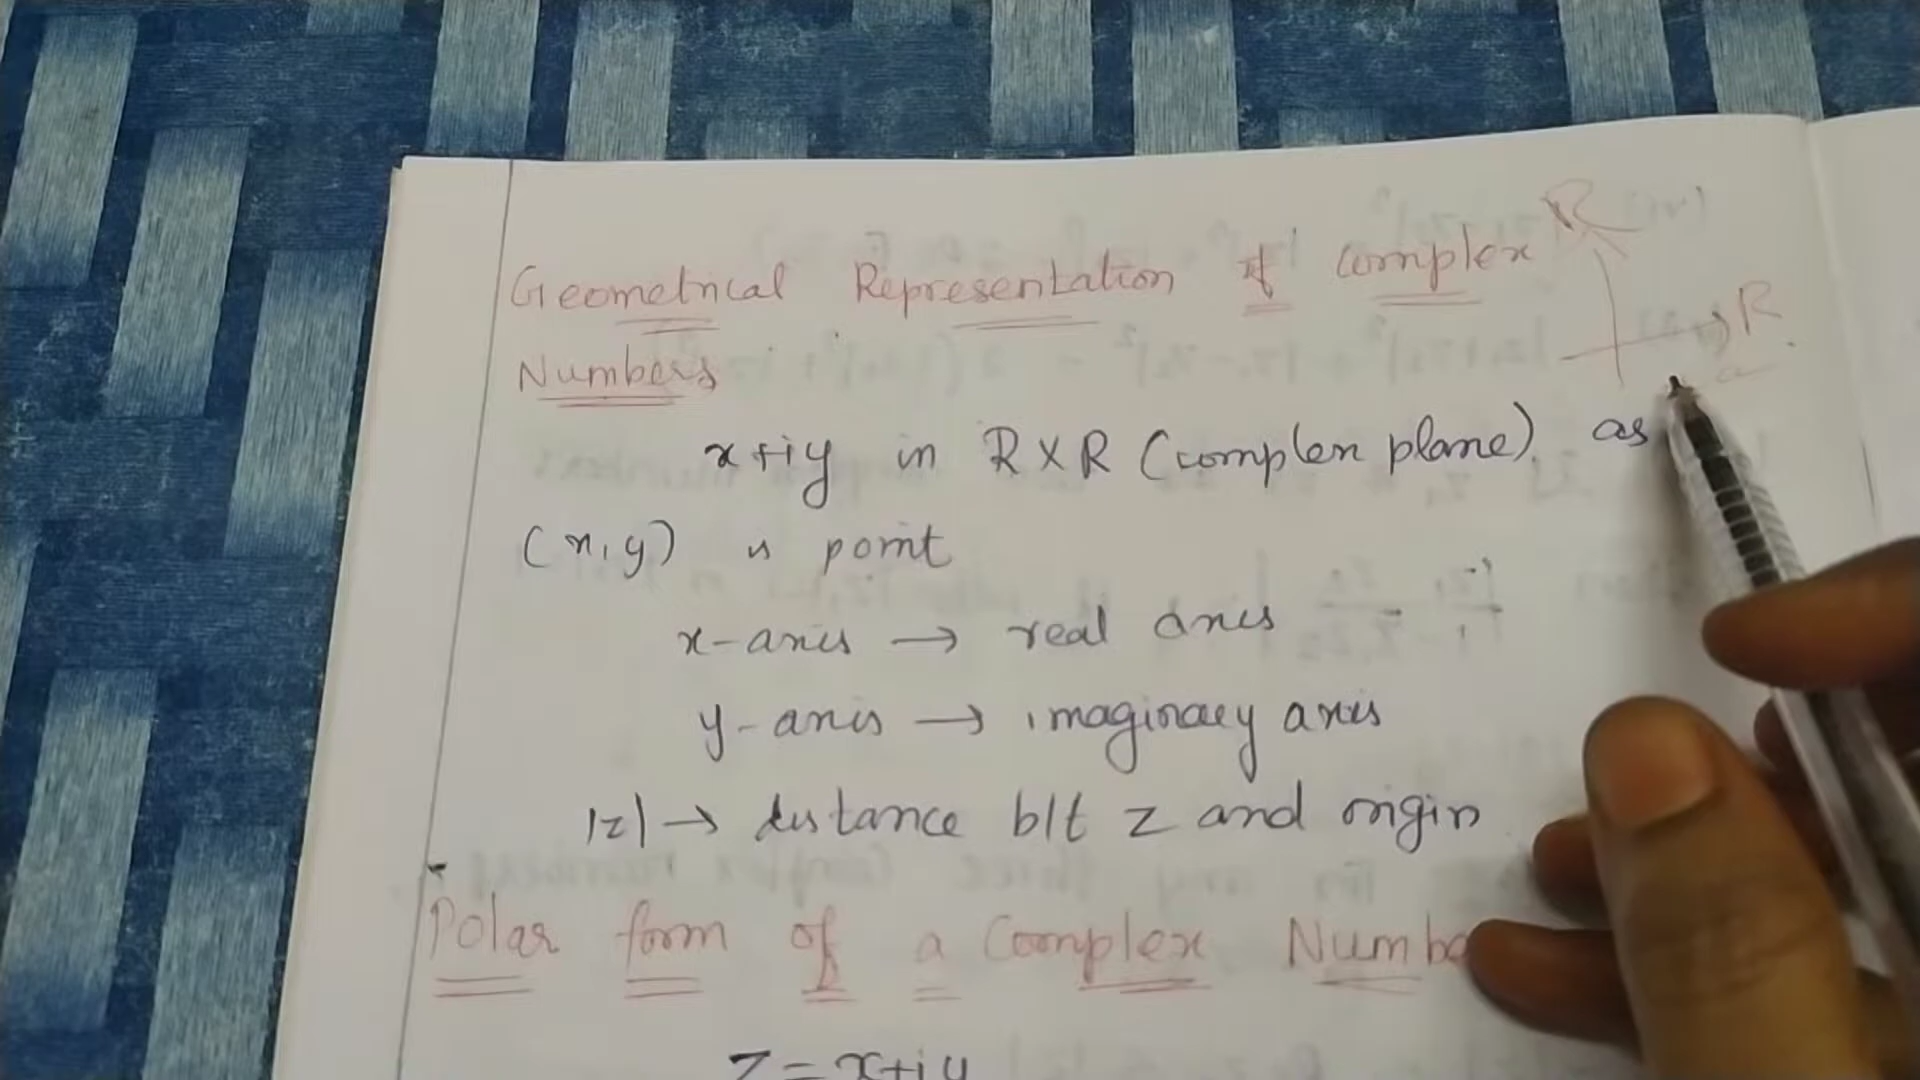 Geometrical Representation of complex
Numbers
R
R
x+iy in R×R (complex plane) as
(x,y) is point
x-axis → real axis
y-axis → imaginary axis
|z| → distance b/t z and origin
Polar form of a Complex
z = x+iy